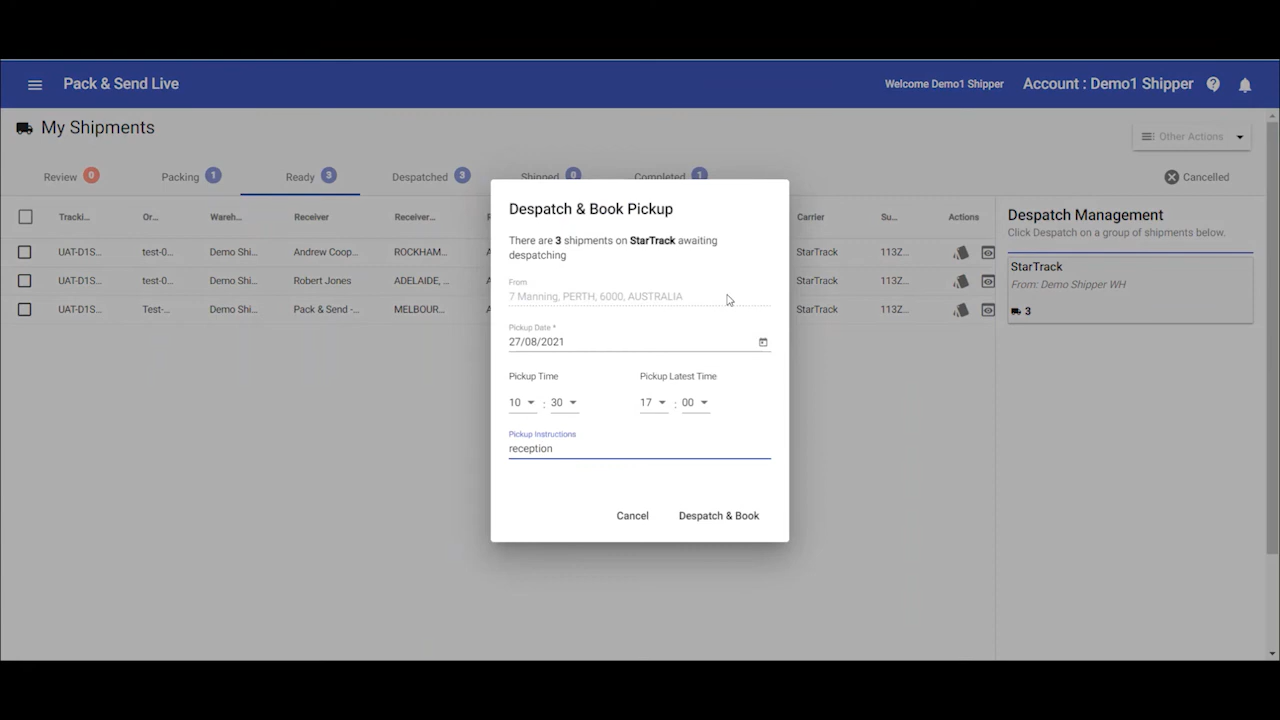 Pack & Send Live
Welcome Demo1 Shipper
Account : Demo1 Shipper
My Shipments
Other Actions
Review 0
Packing 1
Ready 3
Despatched 3
Shipped 0
Completed 1
Cancelled
Tracki...
Or...
Wareh...
Receiver
Receiver...
Carrier
Su...
Actions
UAT-D1S... test-0... Demo Shi... Andrew Coop... ROCKHAM... StarTrack 113Z...
UAT-D1S... test-0... Demo Shi... Robert Jones ADELAIDE, ... StarTrack 113Z...
UAT-D1S... Test-... Demo Shi... Pack & Send -... MELBOUR... StarTrack 113Z...
Despatch & Book Pickup
There are 3 shipments on StarTrack awaiting
despatching
From
7 Manning, PERTH, 6000, AUSTRALIA
Pickup Date *
27/08/2021
Pickup Time
10 : 30
Pickup Latest Time
17 : 00
Pickup Instructions
reception
Cancel
Despatch & Book
Despatch Management
Click Despatch on a group of shipments below.
StarTrack
From: Demo Shipper WH
3